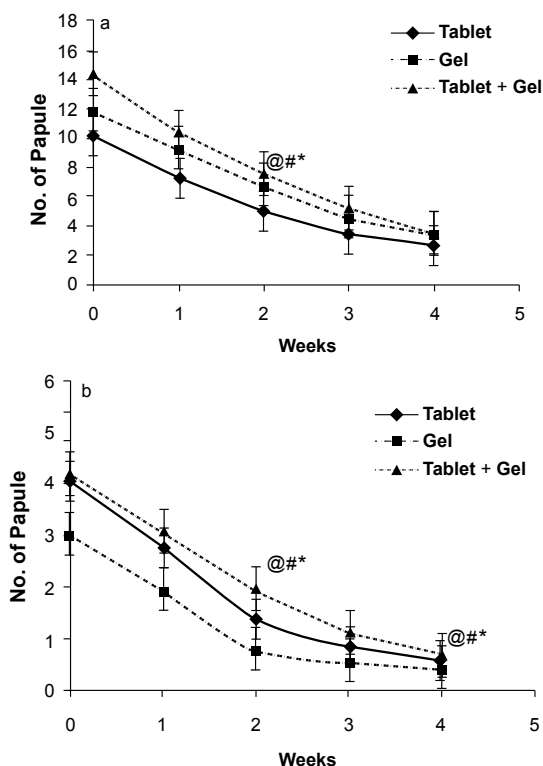 a
Tablet
Gel
Tablet + Gel
No. of Papule
18
16
14
12
10
8
6
4
2
0
@#*
0 1 2 3 4 5
Weeks
b
Tablet
Gel
Tablet + Gel
No. of Papule
6
5
4
3
2
1
0
@#*
@#*
0 1 2 3 4 5
Weeks